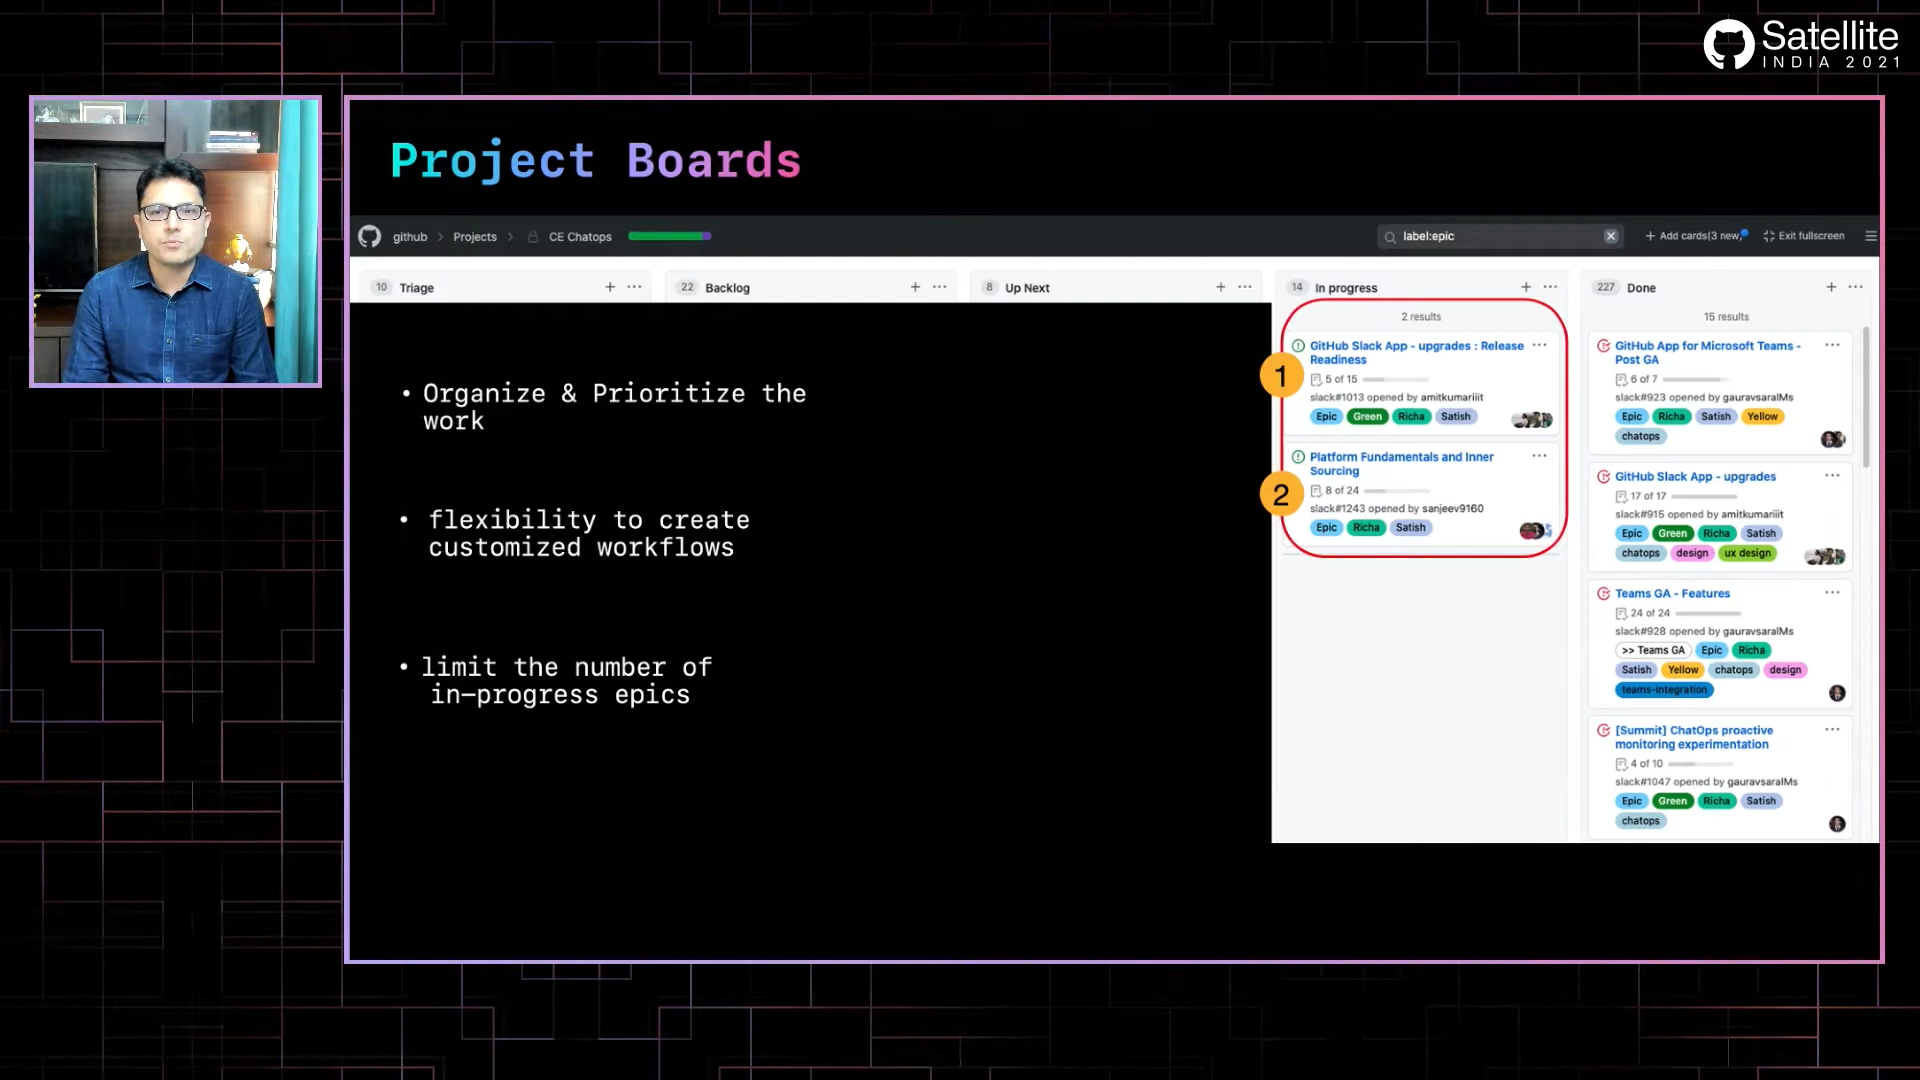 Satellite
INDIA 2021
Project Boards
github > Projects > CE Chatops
label:epic
+ Add cards(3 new)
Exit fullscreen
10 Triage + ...
22 Backlog + ...
8 Up Next + ...
14 In progress + ...
227 Done + ...
• Organize & Prioritize the
work
• flexibility to create
customized workflows
• limit the number of
in-progress epics
2 results
1
GitHub Slack App - upgrades : Release
Readiness
5 of 15
slack#1013 opened by amitkumariiit
Epic Green Richa Satish
2
Platform Fundamentals and Inner
Sourcing
8 of 24
slack#1243 opened by sanjeev9160
Epic Richa Satish
15 results
GitHub App for Microsoft Teams -
Post GA
6 of 7
slack#923 opened by gauravsaralMs
Epic Richa Satish Yellow
chatops
GitHub Slack App - upgrades
17 of 17
slack#915 opened by amitkumariiit
Epic Green Richa Satish
chatops design ux design
Teams GA - Features
24 of 24
slack#928 opened by gauravsaralMs
>> Teams GA Epic Richa
Satish Yellow chatops design
teams-integration
[Summit] ChatOps proactive
monitoring experimentation
4 of 10
slack#1047 opened by gauravsaralMs
Epic Green Richa Satish
chatops